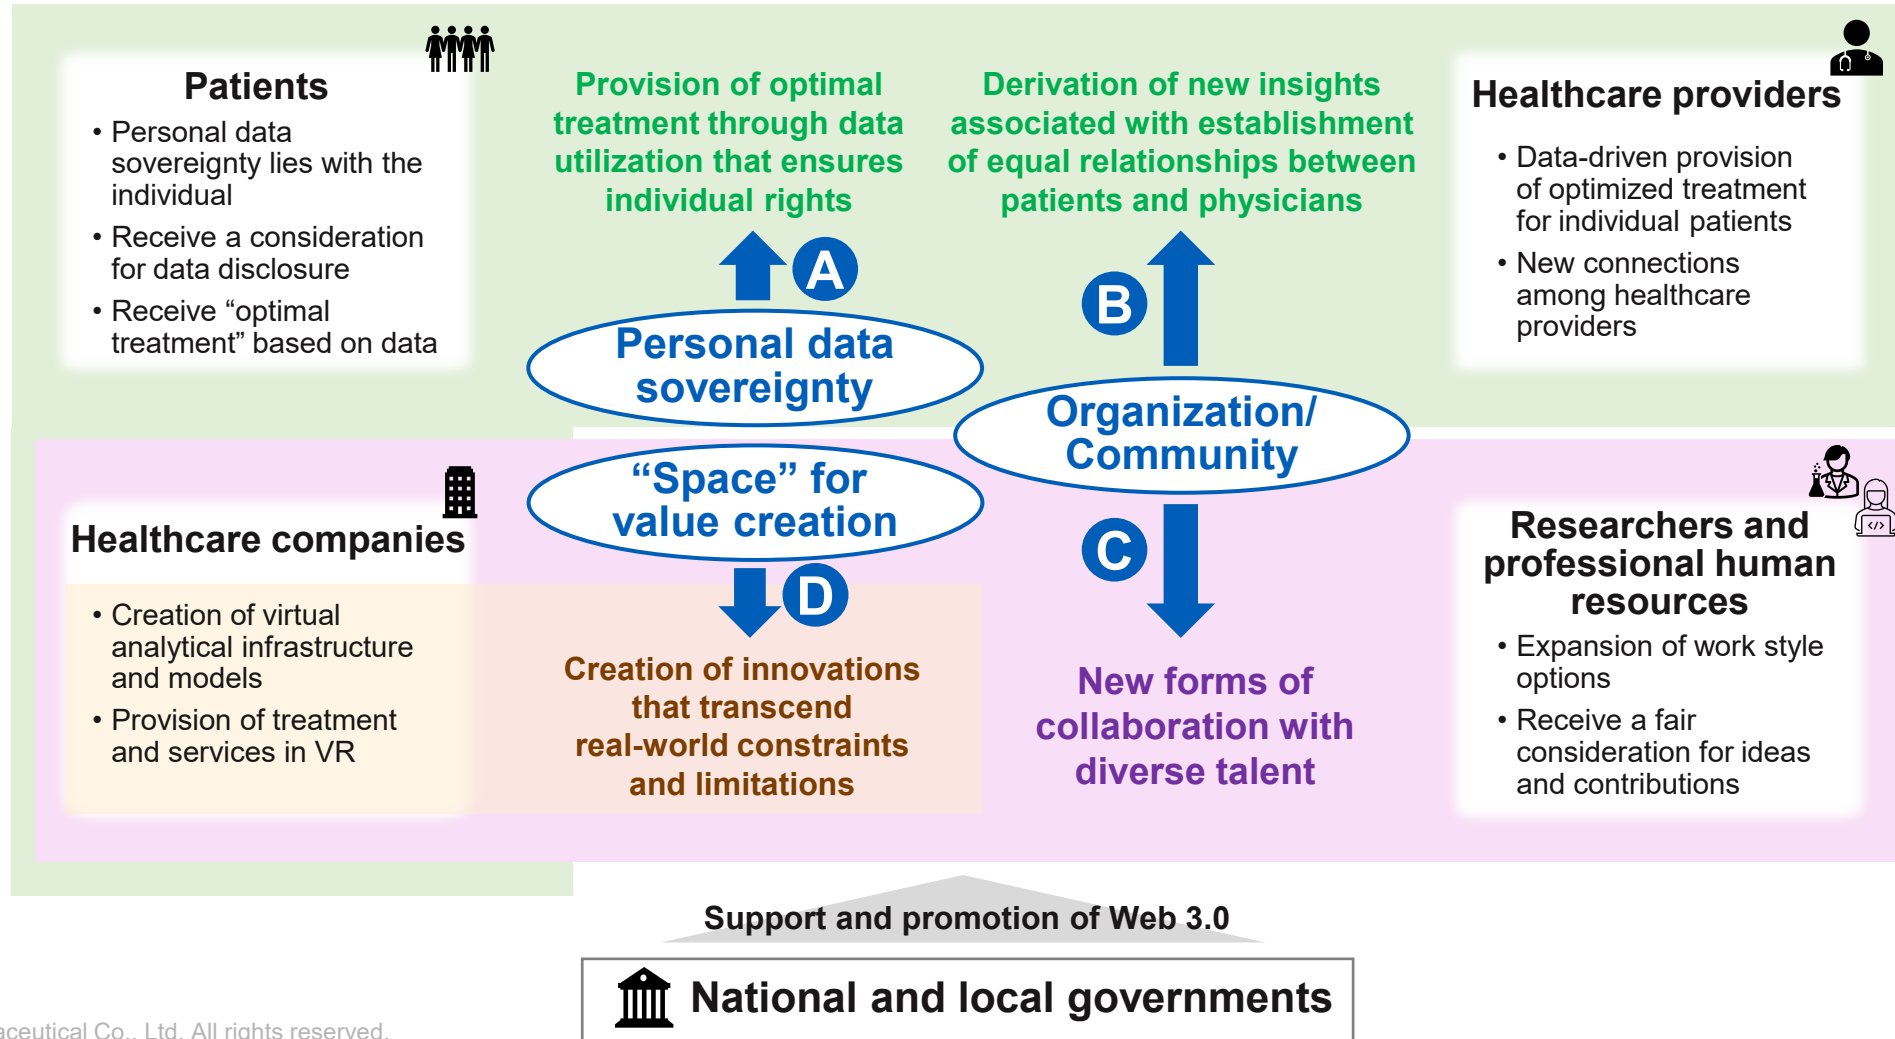 Patients
• Personal data
sovereignty lies with the
individual
• Receive a consideration
for data disclosure
• Receive “optimal
treatment” based on data
Provision of optimal
treatment through data
utilization that ensures
individual rights
Derivation of new insights
associated with establishment
of equal relationships between
patients and physicians
Healthcare providers
• Data-driven provision
of optimized treatment
for individual patients
• New connections
among healthcare
providers
A
B
Personal data
sovereignty
Organization/
Community
“Space” for
value creation
C
D
Healthcare companies
• Creation of virtual
analytical infrastructure
and models
• Provision of treatment
and services in VR
Creation of innovations
that transcend
real-world constraints
and limitations
New forms of
collaboration with
diverse talent
Researchers and
professional human
resources
• Expansion of work style
options
• Receive a fair
consideration for ideas
and contributions
</>
Support and promotion of Web 3.0
National and local governments
aceutical Co., Ltd. All rights reserved.